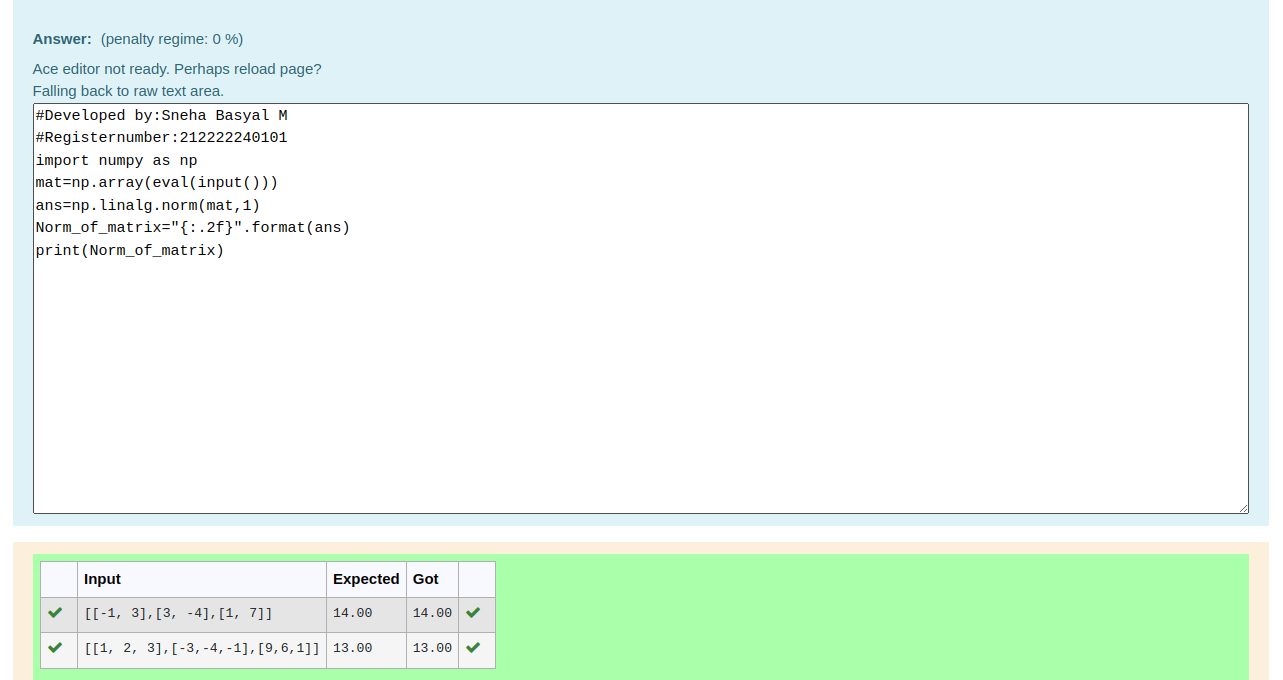 Answer: (penalty regime: 0 %)
Ace editor not ready. Perhaps reload page?
Falling back to raw text area.
#Developed by:Sneha Basyal M
#Registernumber:212222240101
import numpy as np
mat=np.array(eval(input()))
ans=np.linalg.norm(mat,1)
Norm_of_matrix="{:.2f}".format(ans)
print(Norm_of_matrix)
Input Expected Got
[[-1, 3],[3, -4],[1, 7]] 14.00 14.00
[[1, 2, 3],[-3,-4,-1],[9,6,1]] 13.00 13.00